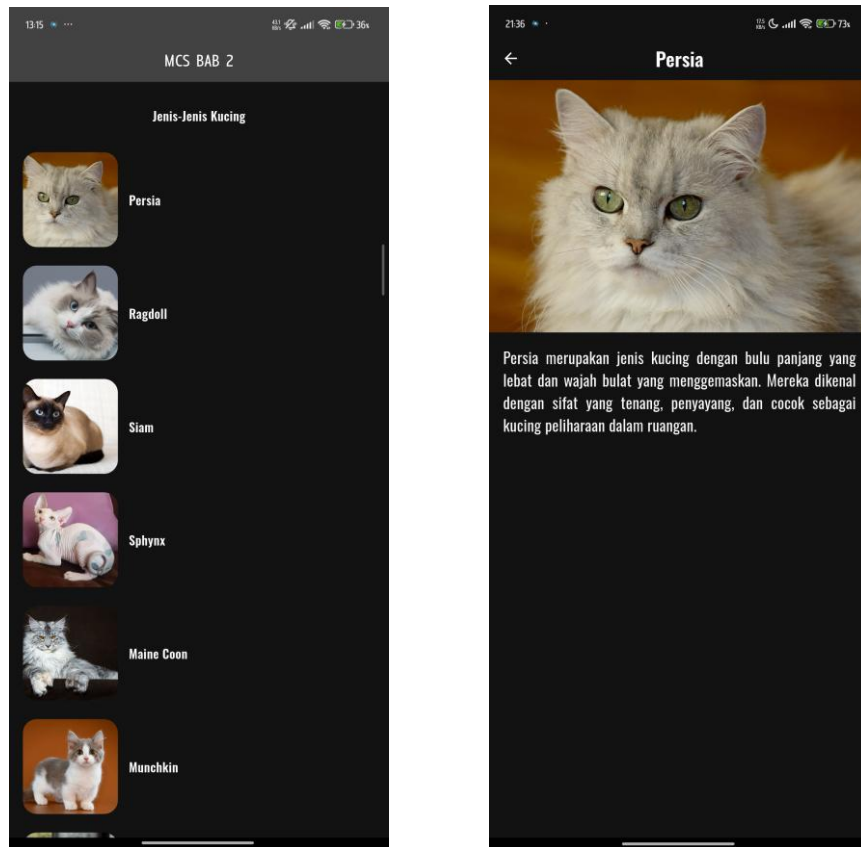 13:15
36%
MCS BAB 2
Jenis-Jenis Kucing
Persia
Ragdoll
Siam
Sphynx
Maine Coon
Munchkin
21:36
73%
Persia
Persia merupakan jenis kucing dengan bulu panjang yang
lebat dan wajah bulat yang menggemaskan. Mereka dikenal
dengan sifat yang tenang, penyayang, dan cocok sebagai
kucing peliharaan dalam ruangan.